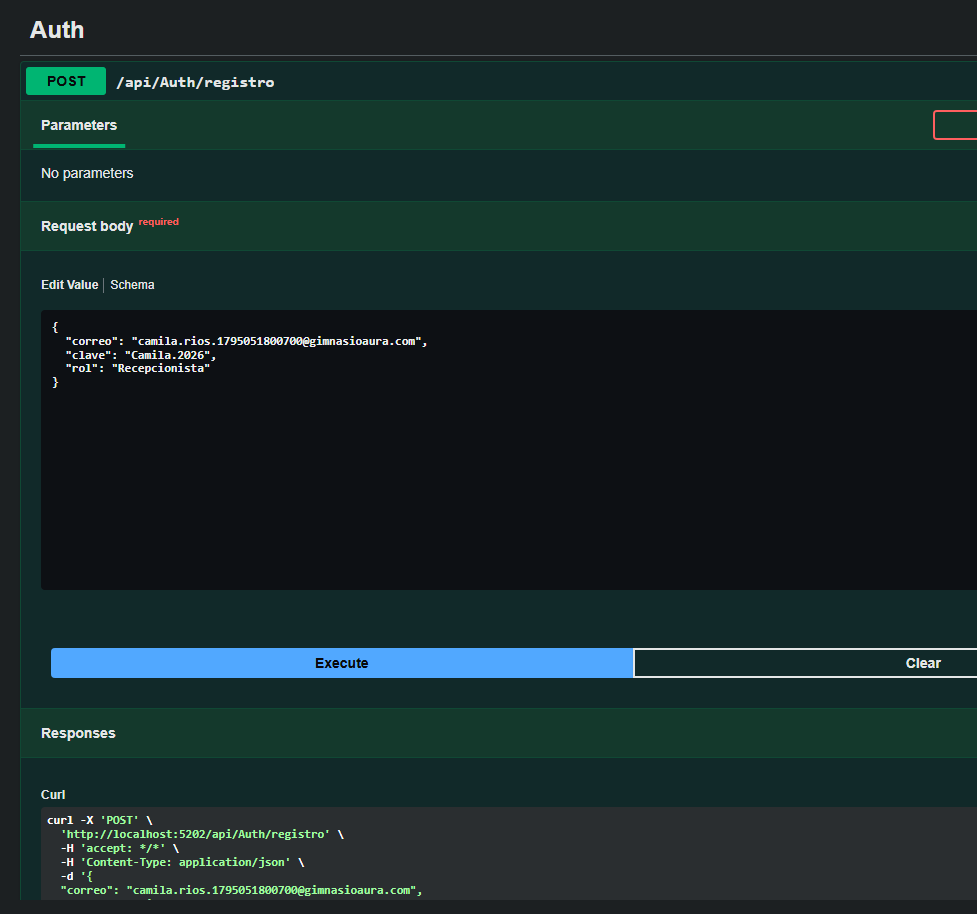 Auth
POST /api/Auth/registro
Parameters
No parameters
Request body required
Edit Value | Schema
{
  "correo": "camila.rios.1795051800700@gimnasioaura.com",
  "clave": "Camila.2026",
  "rol": "Recepcionista"
}
Execute
Clear
Responses
Curl
curl -X 'POST' \
  'http://localhost:5202/api/Auth/registro' \
  -H 'accept: */*' \
  -H 'Content-Type: application/json' \
  -d '{
  "correo": "camila.rios.1795051800700@gimnasioaura.com",